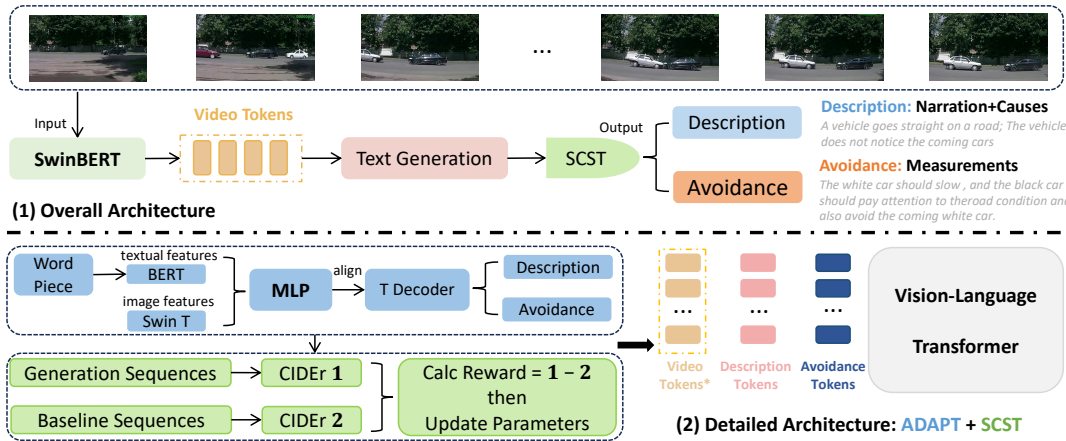 ...
Input
Video Tokens
Output
SwinBERT
Text Generation
SCST
Description
Avoidance
Description: Narration+Causes
A vehicle goes straight on a road; The vehicle
does not notice the coming cars
Avoidance: Measurements
The white car should slow , and the black car
should pay attention to theroad condition and
also avoid the coming white car.
(1) Overall Architecture
Word
Piece
textual features
BERT
image features
Swin T
MLP
align
T Decoder
Description
Avoidance
Generation Sequences
CIDEr 1
Baseline Sequences
CIDEr 2
Calc Reward = 1 − 2
then
Update Parameters
... ... ...
Video
Tokens*
Description
Tokens
Avoidance
Tokens
Vision-Language
Transformer
(2) Detailed Architecture: ADAPT + SCST